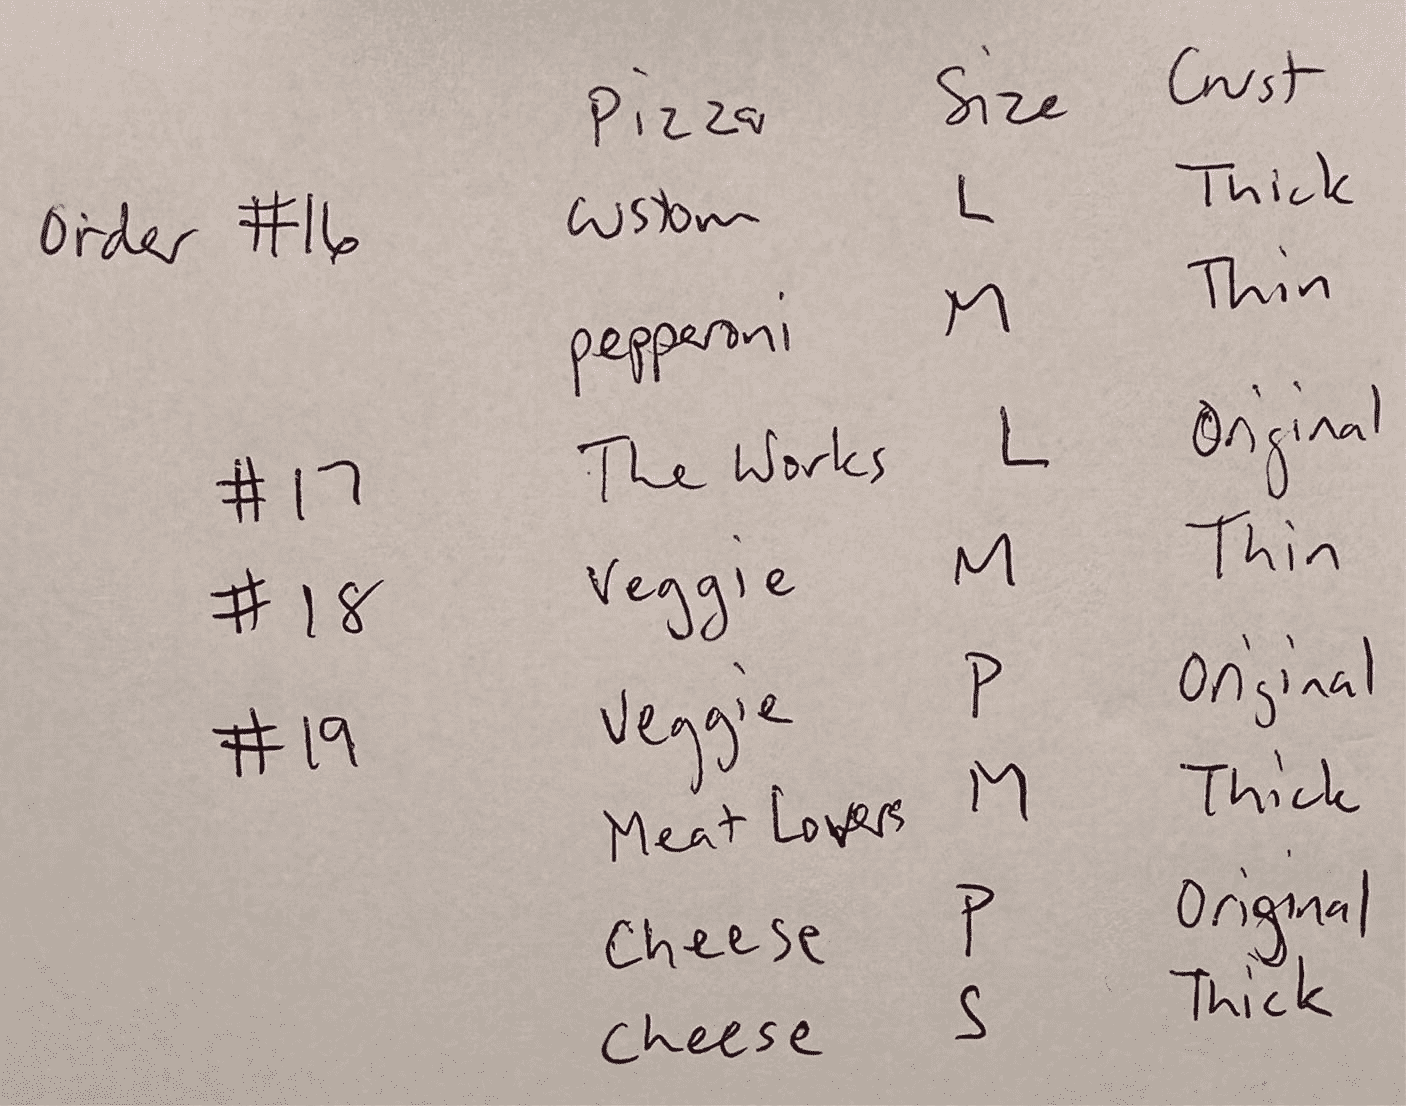 Pizza Size Crust
Order #16 Custom L Thick
pepperoni M Thin
#17 The Works L Original
#18 Veggie M Thin
#19 Veggie P Original
Meat Lovers M Thick
Cheese P Original
Cheese S Thick